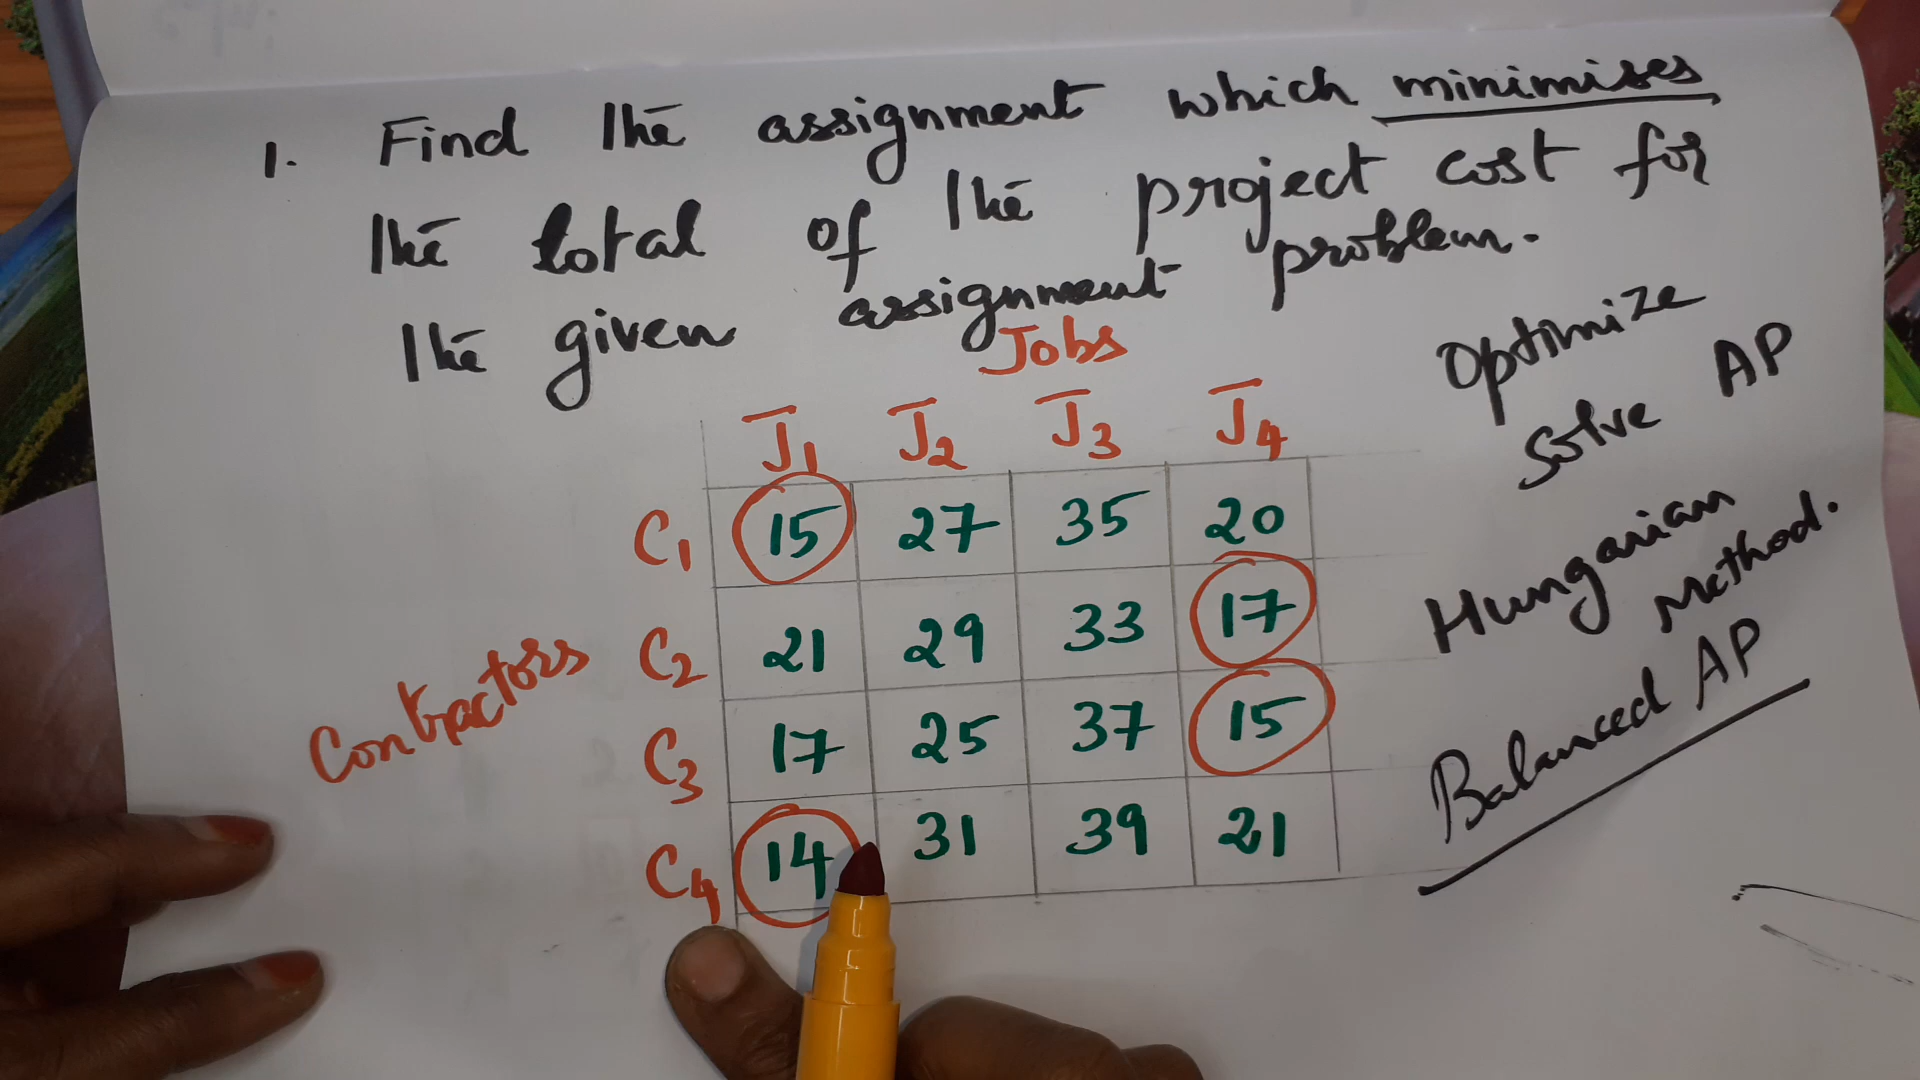 1. Find the assignment which minimises
the total of the project cost for
the given assignment problem.
Jobs
J1 J2 J3 J4
C1 15 27 35 20
C2 21 29 33 17
C3 17 25 37 15
C4 14 31 39 21
Contractors
Optimize
Solve AP
Hungarian
Method.
Balanced AP